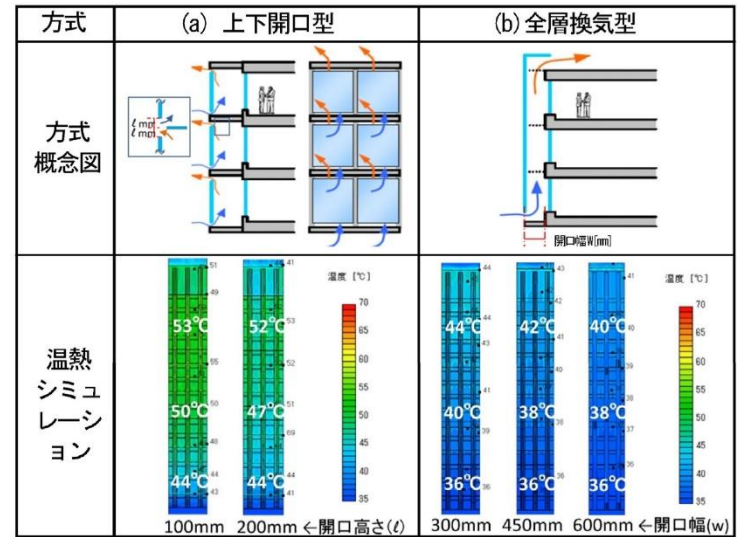 方式
(a) 上下開口型
(b) 全層換気型
方式
概念図
ℓ mm
ℓ mm
開口幅W[mm]
温熱
シミュ
レーシ
ョン
温度 [℃]
70
65
60
55
50
45
40
35
53℃
50℃
44℃
52℃
47℃
44℃
100mm 200mm ←開口高さ(ℓ)
温度 [℃]
70
65
60
55
50
45
40
35
44℃
40℃
36℃
42℃
38℃
36℃
40℃
38℃
36℃
300mm 450mm 600mm ←開口幅(w)